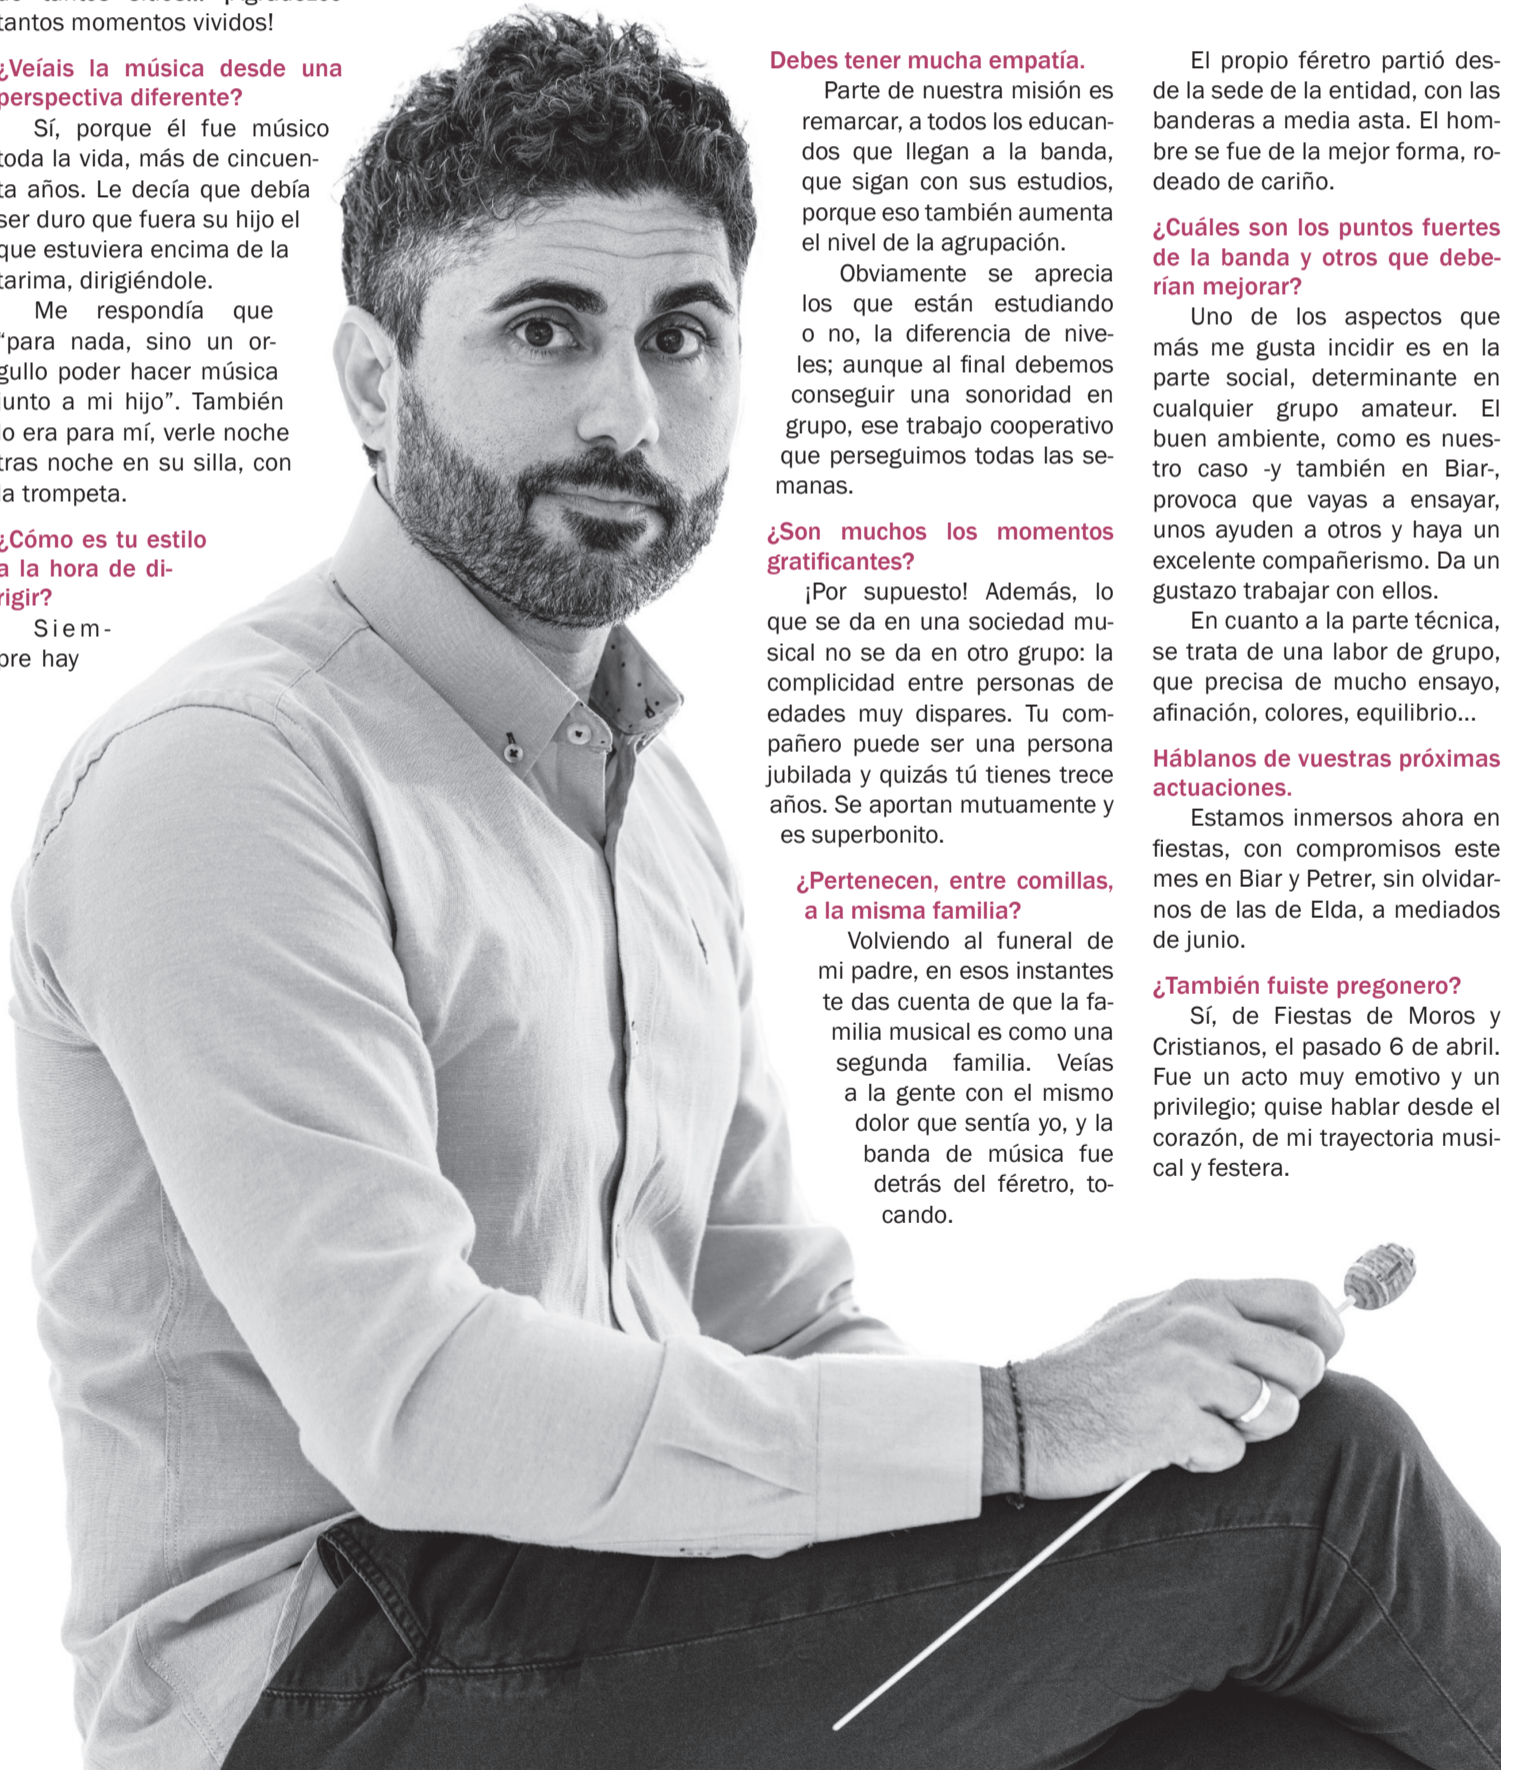 tantos momentos vividos!
¿Veíais la música desde una
perspectiva diferente?
Sí, porque él fue músico
toda la vida, más de cincuen-
ta años. Le decía que debía
ser duro que fuera su hijo el
que estuviera encima de la
tarima, dirigiéndole.
Me respondía que
“para nada, sino un or-
gullo poder hacer música
junto a mi hijo”. También
lo era para mí, verle noche
tras noche en su silla, con
la trompeta.
¿Cómo es tu estilo
a la hora de di-
rigir?
Siem-
pre hay
Debes tener mucha empatía.
Parte de nuestra misión es
remarcar, a todos los educan-
dos que llegan a la banda,
que sigan con sus estudios,
porque eso también aumenta
el nivel de la agrupación.
Obviamente se aprecia
los que están estudiando
o no, la diferencia de nive-
les; aunque al final debemos
conseguir una sonoridad en
grupo, ese trabajo cooperativo
que perseguimos todas las se-
manas.
¿Son muchos los momentos
gratificantes?
¡Por supuesto! Además, lo
que se da en una sociedad mu-
sical no se da en otro grupo: la
complicidad entre personas de
edades muy dispares. Tu com-
pañero puede ser una persona
jubilada y quizás tú tienes trece
años. Se aportan mutuamente y
es superbonito.
¿Pertenecen, entre comillas,
a la misma familia?
Volviendo al funeral de
mi padre, en esos instantes
te das cuenta de que la fa-
milia musical es como una
segunda familia. Veías
a la gente con el mismo
dolor que sentía yo, y la
banda de música fue
detrás del féretro, to-
cando.
El propio féretro partió des-
de la sede de la entidad, con las
banderas a media asta. El hom-
bre se fue de la mejor forma, ro-
deado de cariño.
¿Cuáles son los puntos fuertes
de la banda y otros que debe-
rían mejorar?
Uno de los aspectos que
más me gusta incidir es en la
parte social, determinante en
cualquier grupo amateur. El
buen ambiente, como es nues-
tro caso -y también en Biar-,
provoca que vayas a ensayar,
unos ayuden a otros y haya un
excelente compañerismo. Da un
gustazo trabajar con ellos.
En cuanto a la parte técnica,
se trata de una labor de grupo,
que precisa de mucho ensayo,
afinación, colores, equilibrio...
Háblanos de vuestras próximas
actuaciones.
Estamos inmersos ahora en
fiestas, con compromisos este
mes en Biar y Petrer, sin olvidar-
nos de las de Elda, a mediados
de junio.
¿También fuiste pregonero?
Sí, de Fiestas de Moros y
Cristianos, el pasado 6 de abril.
Fue un acto muy emotivo y un
privilegio; quise hablar desde el
corazón, de mi trayectoria musi-
cal y festera.